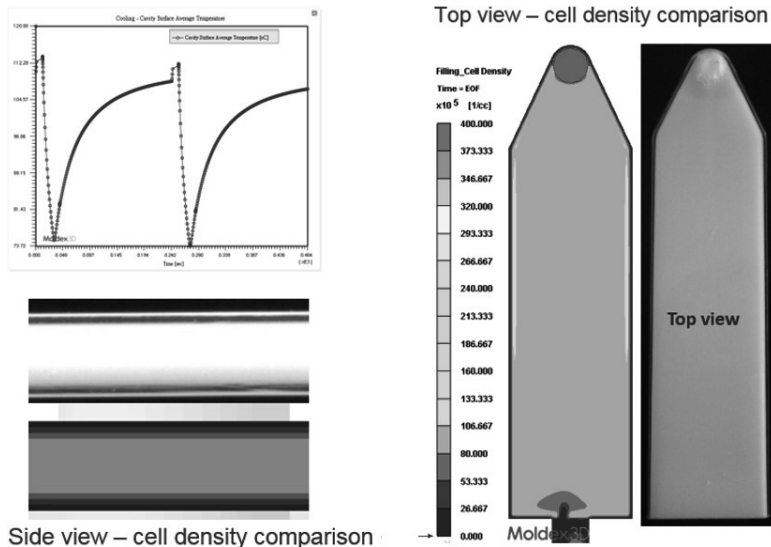 Cooling - Cavity Surface Average Temperature
Cavity Surface Average Temperature [oC]
120.00
112.28
104.57
96.86
89.15
81.43
73.72
Moldex3D
0.000 0.048 0.097 0.145 0.194 0.242 0.290 0.339 0.387 0.436 0.484
Time [sec]
Side view – cell density comparison
Top view – cell density comparison
Filling_Cell Density
Time = EOF
x10 5 [1/cc]
400.000
373.333
346.667
320.000
293.333
266.667
240.000
213.333
186.667
160.000
133.333
106.667
80.000
53.333
26.667
0.000
Moldex3D
Top view